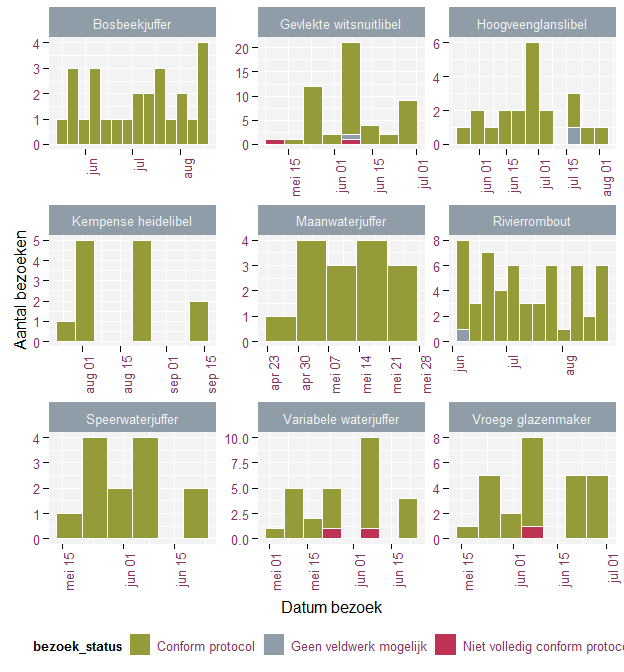 Bosbeekjuffer
Gevlekte witsnuitlibel
Hoogveenglanslibel
4
3
2
1
0
jun
jul
aug
20
15
10
5
0
mei 15
jun 01
jun 15
jul 01
6
4
2
0
jun 01
jun 15
jul 01
jul 15
aug 01
Kempense heidelibel
Maanwaterjuffer
Rivierrombout
5
4
3
2
1
0
aug 01
aug 15
sep 01
sep 15
4
3
2
1
0
apr 23
apr 30
mei 07
mei 14
mei 21
mei 28
8
6
4
2
0
jun
jul
aug
Speerwaterjuffer
Variabele waterjuffer
Vroege glazenmaker
4
3
2
1
0
mei 15
jun 01
jun 15
10.0
7.5
5.0
2.5
0.0
mei 01
mei 15
jun 01
jun 15
8
6
4
2
0
mei 15
jun 01
jun 15
jul 01
Aantal bezoeken
Datum bezoek
bezoek_status
Conform protocol
Geen veldwerk mogelijk
Niet volledig conform protoco